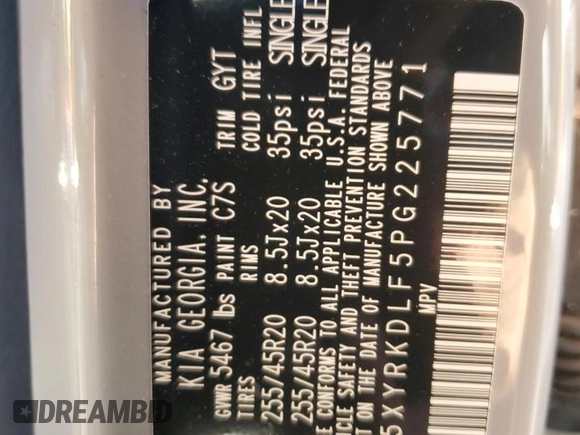 MANUFACTURED BY
KIA GEORGIA, INC.
GVWR 5467 lbs PAINT C7S TRIM GYT
TIRES RIMS COLD TIRE INFL
255/45R20 8.5Jx20 35psi SINGLE
255/45R20 8.5Jx20 35psi SINGLE
CONFORMS TO ALL APPLICABLE U.S.A. FEDERAL
SAFETY AND THEFT PREVENTION STANDARDS
ON THE DATE OF MANUFACTURE SHOWN ABOVE
5XYRKDLF5PG225771
MPV
DREAMBID